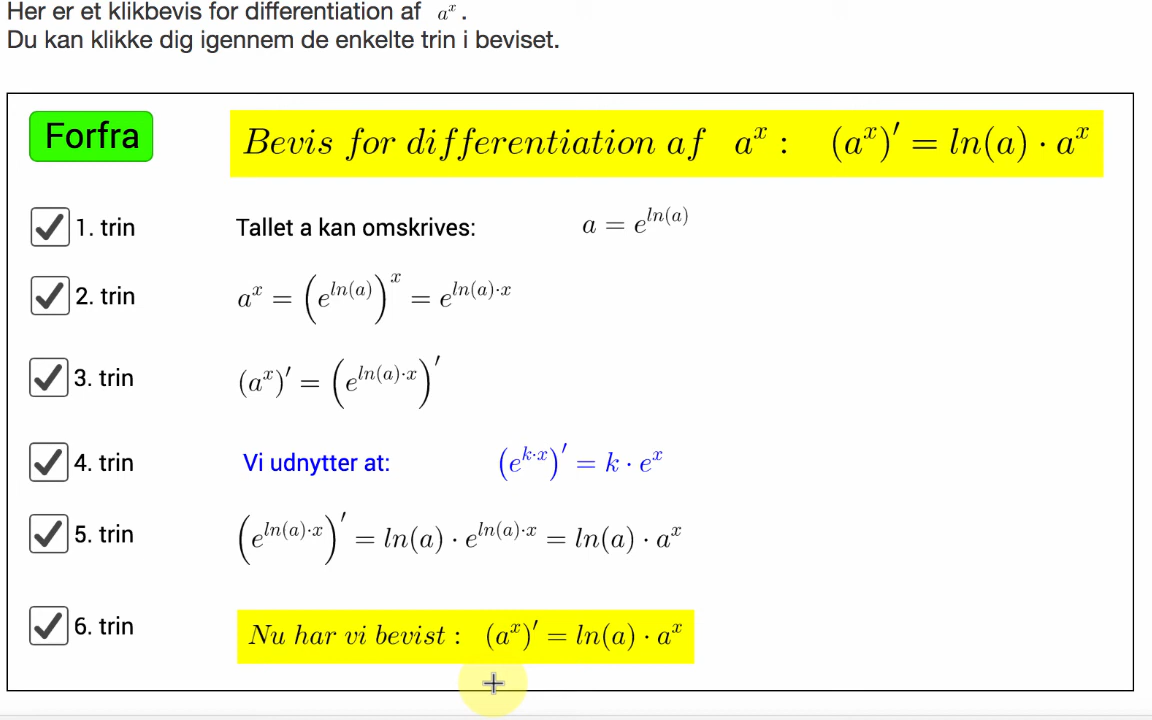 Her er et klikbevis for differentiation af a^x.
Du kan klikke dig igennem de enkelte trin i beviset.
Forfra
Bevis for differentiation af a^x : (a^x)′ = ln(a) · a^x
1. trin Tallet a kan omskrives: a = e^{ln(a)}
2. trin a^x = (e^{ln(a)})^x = e^{ln(a)·x}
3. trin (a^x)′ = (e^{ln(a)·x})′
4. trin Vi udnytter at: (e^{k·x})′ = k · e^x
5. trin (e^{ln(a)·x})′ = ln(a) · e^{ln(a)·x} = ln(a) · a^x
6. trin Nu har vi bevist : (a^x)′ = ln(a) · a^x